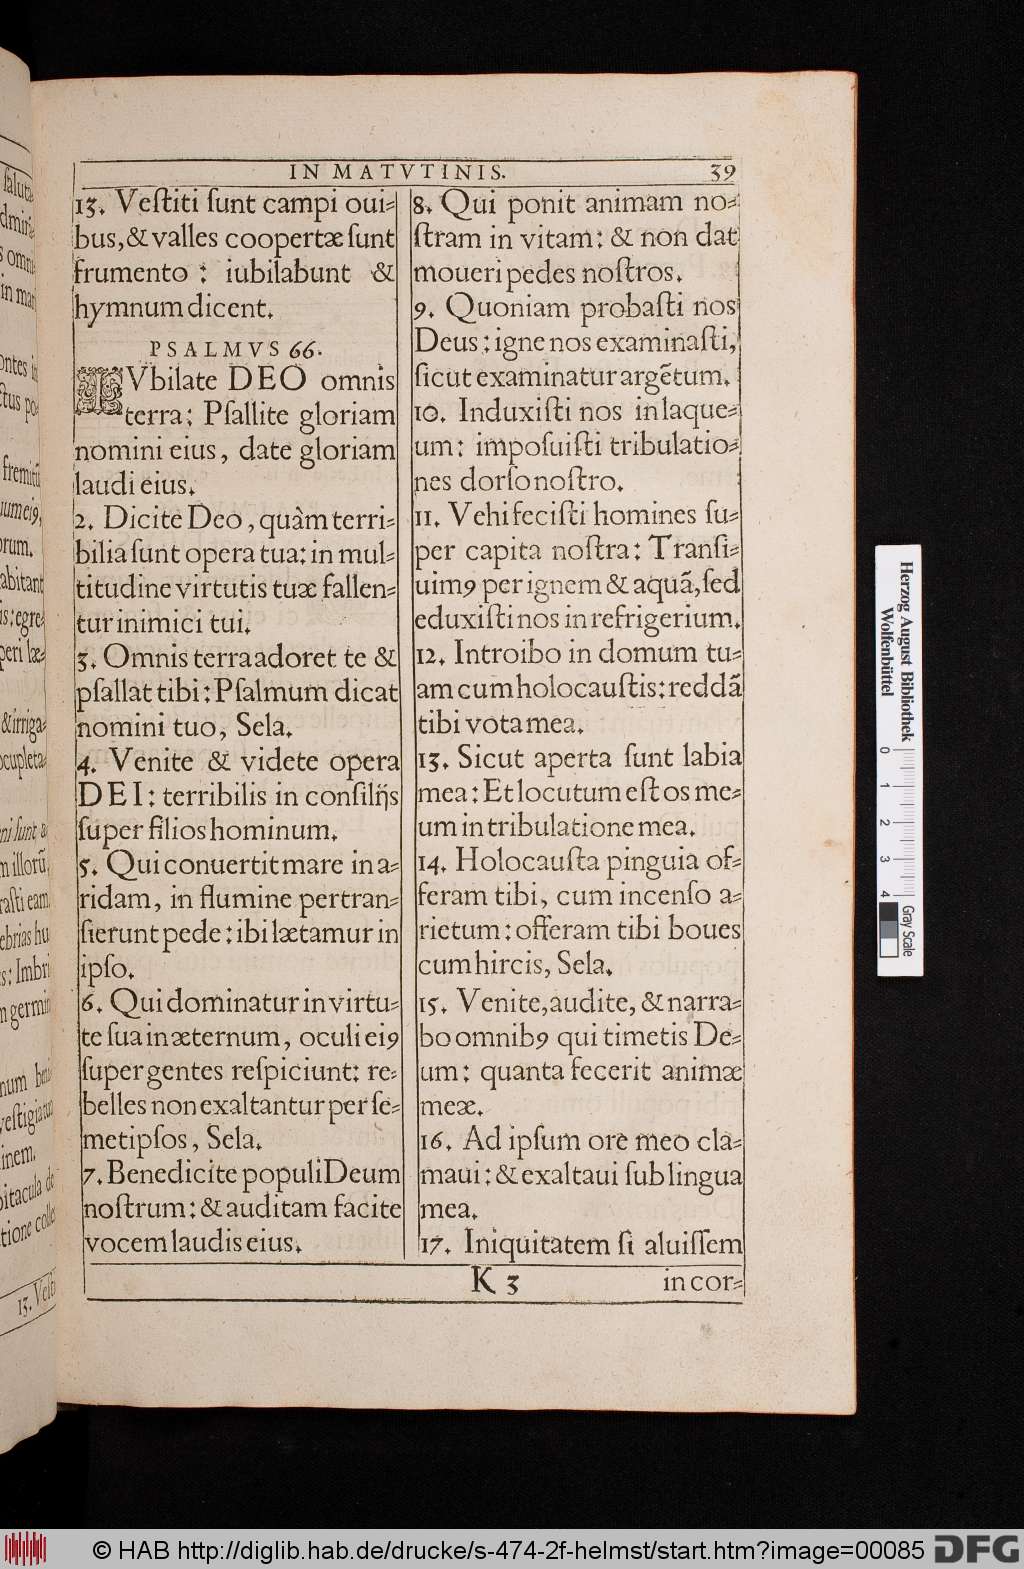 IN MATVTINIS. 39
13. Veſtiti ſunt campi oui-
bus, & valles coopertæ ſunt
frumento : iubilabunt &
hymnum dicent.
PSALMVS 66.
IVbilate DEO omnis
terra: Pſallite gloriam
nomini eius, date gloriam
laudi eius.
2. Dicite Deo, quàm terri-
bilia ſunt opera tua: in mul-
titudine virtutis tuæ fallen-
tur inimici tui.
3. Omnis terra adoret te &
pſallat tibi: Pſalmum dicat
nomini tuo, Sela.
4. Venite & videte opera
DEI: terribilis in conſilijs
ſuper filios hominum.
5. Qui conuertit mare in a-
ridam, in flumine pertran-
ſierunt pede: ibi lætamur in
ipſo.
6. Qui dominatur in virtu-
te ſua in æternum, oculi ei9
ſuper gentes reſpiciunt: re-
belles non exaltantur per ſe-
metipſos, Sela.
7. Benedicite populi Deum
noſtrum: & auditam facite
vocem laudis eius.
8. Qui ponit animam no-
ſtram in vitam: & non dat
moueri pedes noſtros.
9. Quoniam probaſti nos
Deus: igne nos examinaſti,
ſicut examinatur argẽtum.
10. Induxiſti nos in laque-
um: impoſuiſti tribulatio-
nes dorſo noſtro.
11. Vehi feciſti homines ſu-
per capita noſtra: Tranſi-
uim9 per ignem & aquã, ſed
eduxiſti nos in refrigerium.
12. Introibo in domum tu-
am cum holocauſtis: reddã
tibi vota mea.
13. Sicut aperta ſunt labia
mea: Et locutum eſt os me-
um in tribulatione mea.
14. Holocauſta pinguia of-
feram tibi, cum incenſo a-
rietum: offeram tibi boues
cum hircis, Sela.
15. Venite, audite, & narra-
bo omnib9 qui timetis De-
um: quanta fecerit animæ
meæ.
16. Ad ipſum ore meo cla-
maui: & exaltaui ſub lingua
mea.
17. Iniquitatem ſi aluiſſem
K 3 in cor-
Herzog August Bibliothek
Wolfenbüttel
0 1 2 3 4
Gray Scale
© HAB http://diglib.hab.de/drucke/s-474-2f-helmst/start.htm?image=00085 DFG